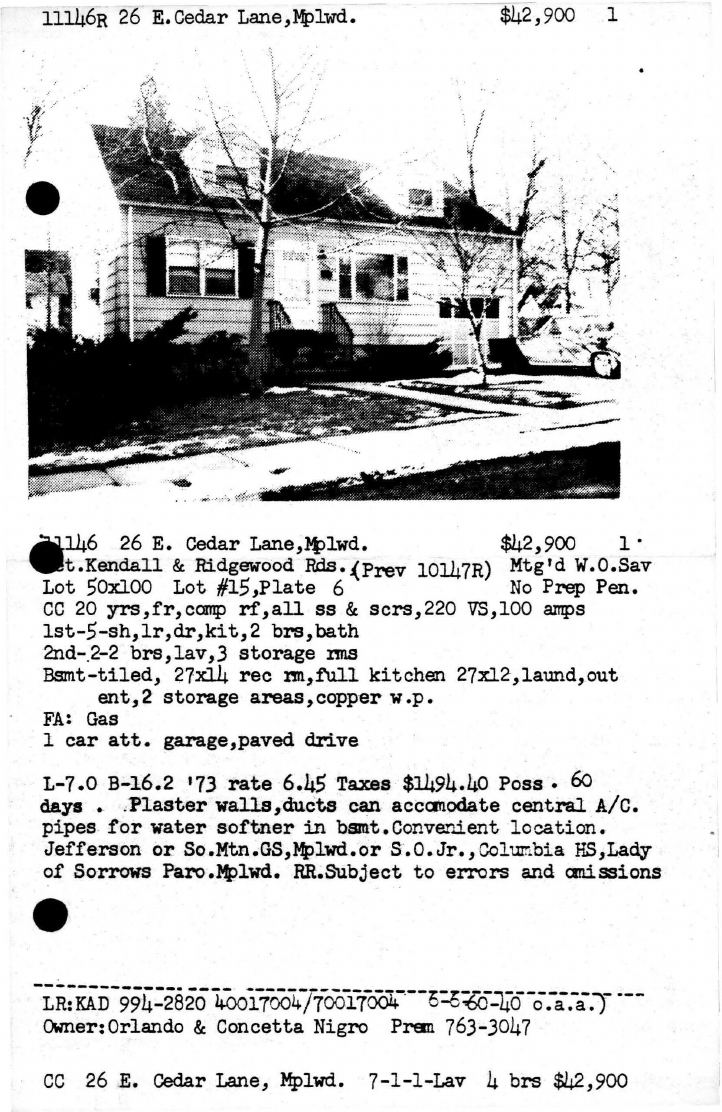 11146R 26 E.Cedar Lane,Mplwd. $42,900 1
11146 26 E. Cedar Lane,Mplwd. $42,900 1
t.Kendall & Ridgewood Rds.(Prev 10147R) Mtg'd W.O.Sav
Lot 50x100 Lot #15,Plate 6 No Prep Pen.
CC 20 yrs,fr,comp rf,all ss & scrs,220 VS,100 amps
1st-5-sh,lr,dr,kit,2 brs,bath
2nd-2-2 brs,lav,3 storage rms
Bsmt-tiled, 27x14 rec rm,full kitchen 27x12,laund,out
ent,2 storage areas,copper w.p.
FA: Gas
1 car att. garage,paved drive
L-7.0 B-16.2 '73 rate 6.45 Taxes $1494.40 Poss. 60
days . .Plaster walls,ducts can accomodate central A/C.
pipes for water softner in bsmt.Convenient location.
Jefferson or So.Mtn.GS,Mplwd.or S.O.Jr.,Columbia HS,Lady
of Sorrows Paro.Mplwd. RR.Subject to errors and omissions
LR:KAD 994-2820 40017004/70017004 6-6-60-40 o.a.a.)
Owner:Orlando & Concetta Nigro Prem 763-3047
CC 26 E. Cedar Lane, Mplwd. 7-1-1-Lav 4 brs $42,900